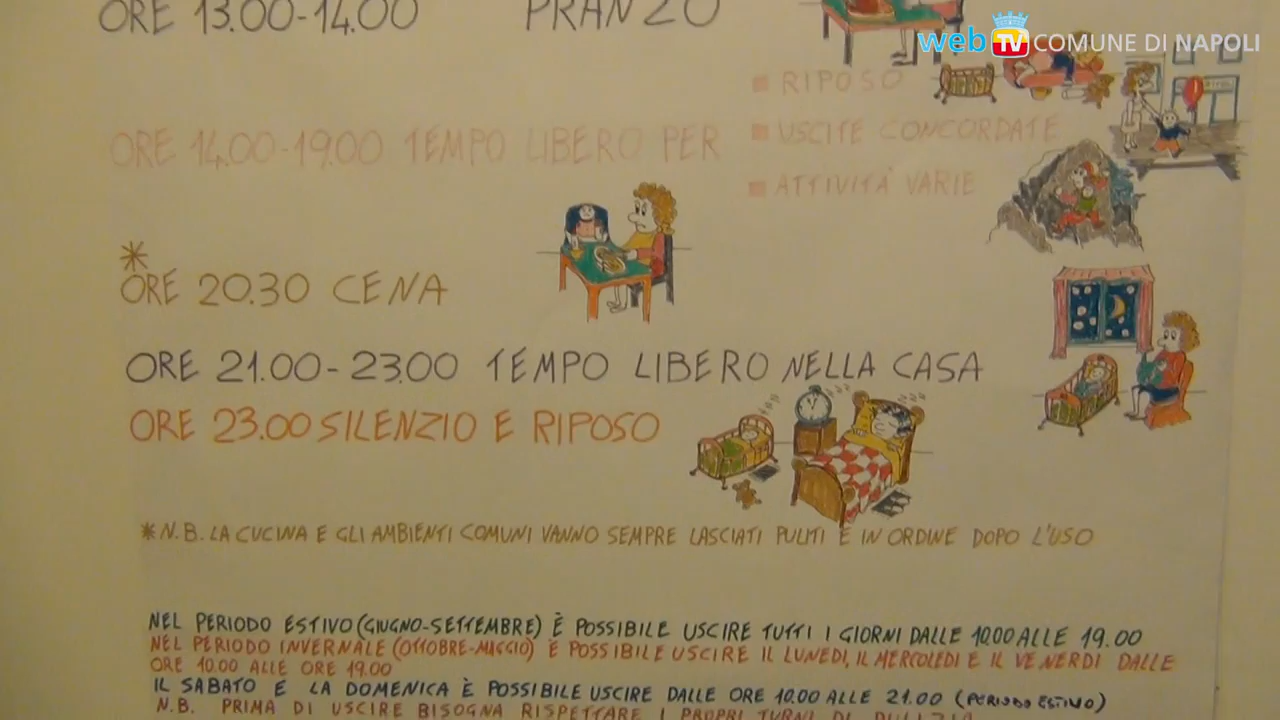 ORE 13.00-14.00 PRANZO
web TV COMUNE DI NAPOLI
ORE 14.00-19.00 TEMPO LIBERO PER
RIPOSO
USCITE CONCORDATE
ATTIVITÀ VARIE
*
ORE 20.30 CENA
ORE 21.00-23.00 TEMPO LIBERO NELLA CASA
ORE 23.00 SILENZIO E RIPOSO
*N.B. LA CUCINA E GLI AMBIENTI COMUNI VANNO SEMPRE LASCIATI PULITI E IN ORDINE DOPO L'USO
NEL PERIODO ESTIVO (GIUGNO-SETTEMBRE) È POSSIBILE USCIRE TUTTI I GIORNI DALLE 10.00 ALLE 19.00
NEL PERIODO INVERNALE (OTTOBRE-MAGGIO) È POSSIBILE USCIRE IL LUNEDÌ, IL MERCOLEDÌ E IL VENERDÌ DALLE
ORE 10.00 ALLE ORE 19.00
IL SABATO E LA DOMENICA È POSSIBILE USCIRE DALLE ORE 10.00 ALLE 21.00 (PERIODO ESTIVO)
N.B. PRIMA DI USCIRE BISOGNA RISPETTARE I PROPRI TURNI DI PULIZIA